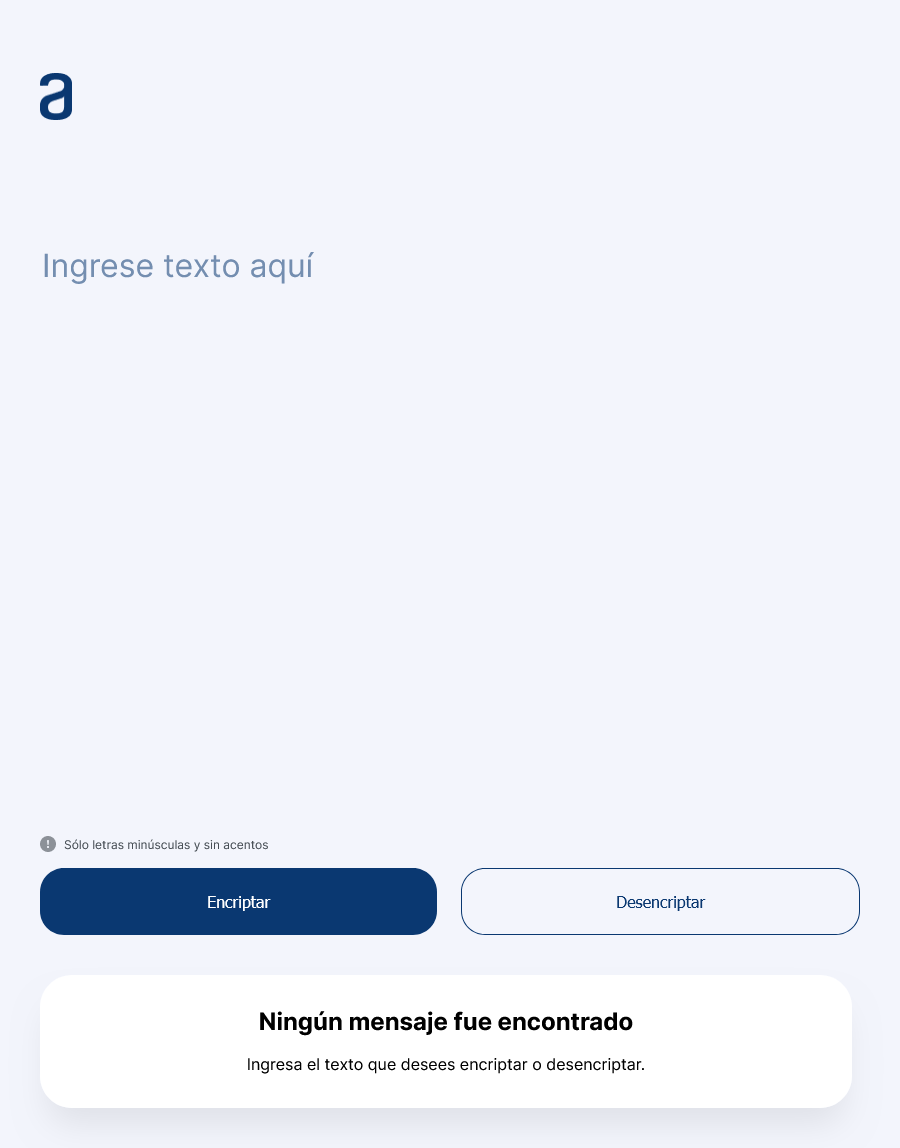 a
Ingrese texto aquí
Sólo letras minúsculas y sin acentos
Encriptar
Desencriptar
Ningún mensaje fue encontrado
Ingresa el texto que desees encriptar o desencriptar.